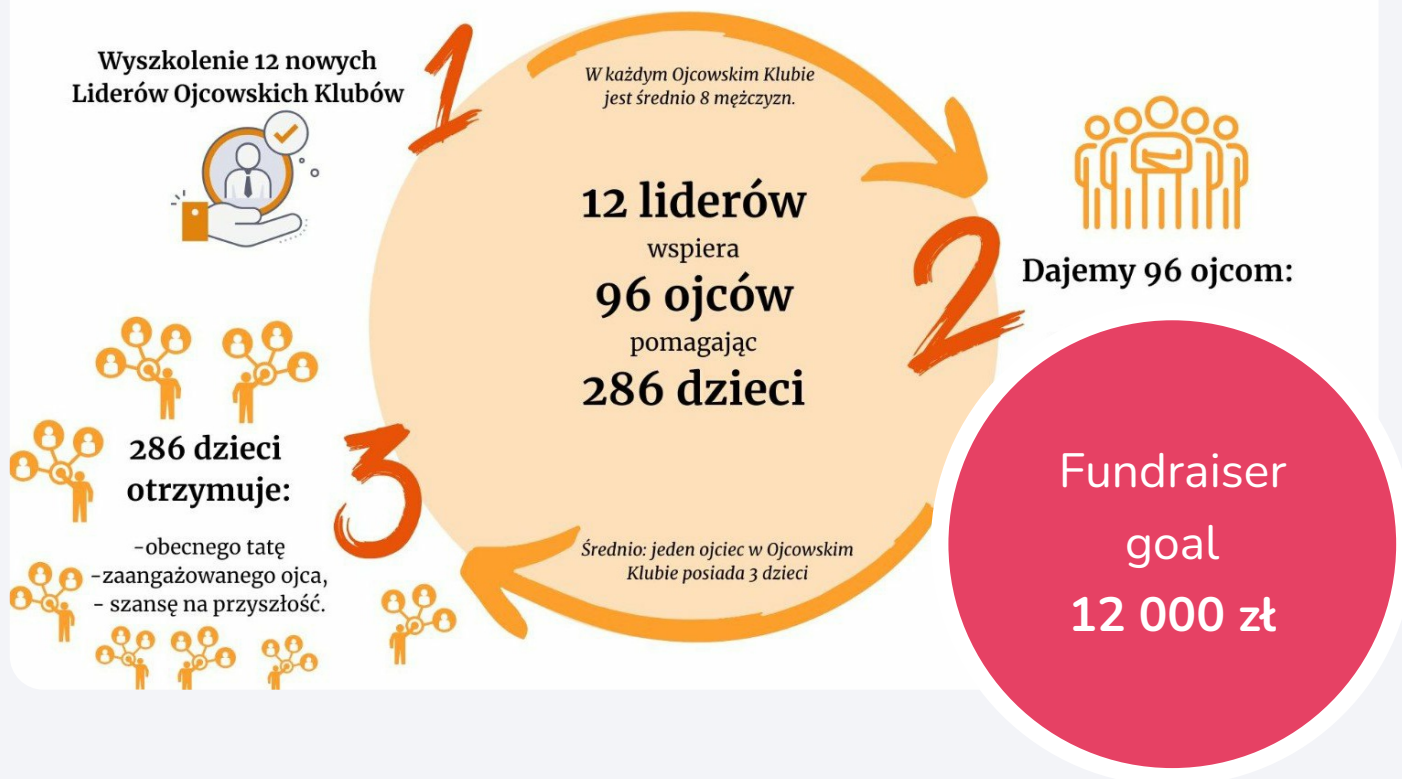 Wyszkolenie 12 nowych
Liderów Ojcowskich Klubów
1
W każdym Ojcowskim Klubie
jest średnio 8 mężczyzn.
12 liderów
wspiera
96 ojców
pomagając
286 dzieci
2
Dajemy 96 ojcom:
3
286 dzieci
otrzymuje:
-obecnego tatę
-zaangażowanego ojca,
- szansę na przyszłość.
Średnio: jeden ojciec w Ojcowskim
Klubie posiada 3 dzieci
Fundraiser
goal
12 000 zł